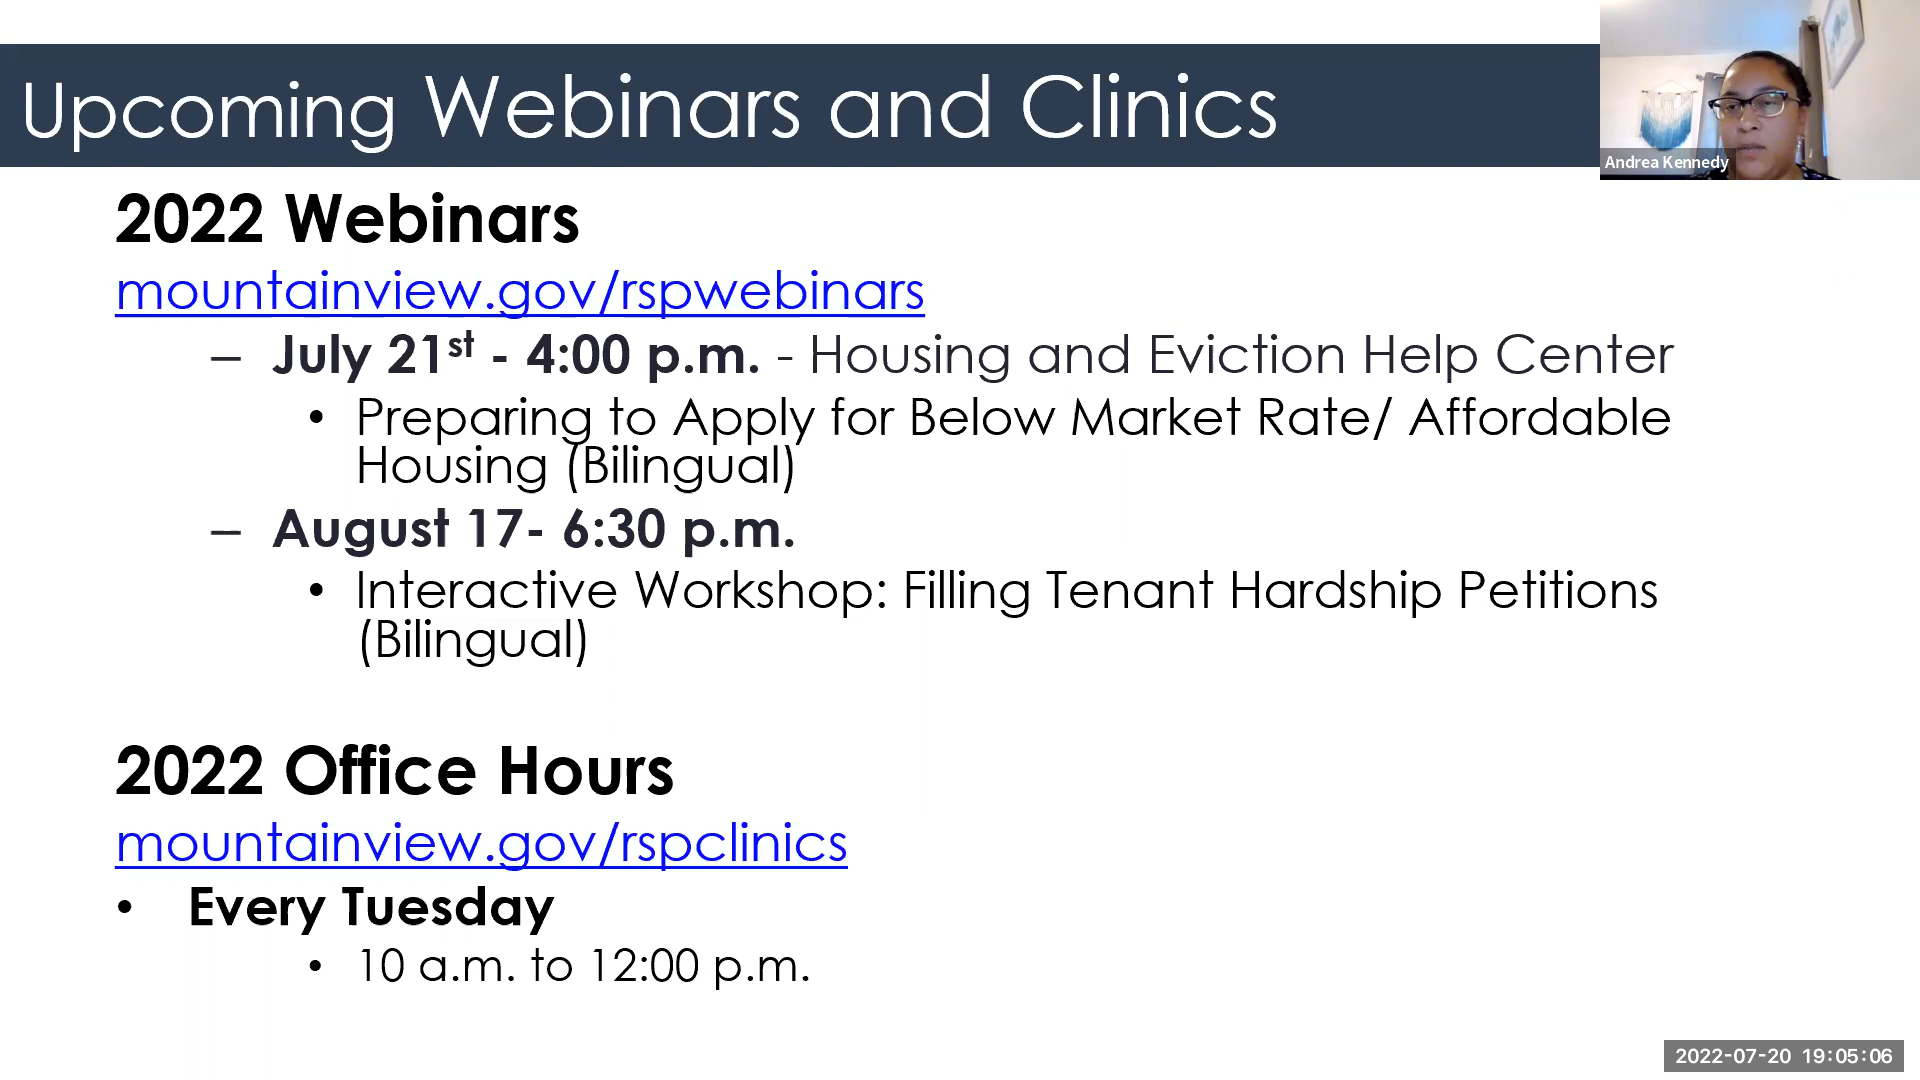 Upcoming Webinars and Clinics
Andrea Kennedy
2022 Webinars
mountainview.gov/rspwebinars
– July 21st - 4:00 p.m. - Housing and Eviction Help Center
• Preparing to Apply for Below Market Rate/ Affordable
Housing (Bilingual)
– August 17- 6:30 p.m.
• Interactive Workshop: Filling Tenant Hardship Petitions
(Bilingual)
2022 Office Hours
mountainview.gov/rspclinics
• Every Tuesday
• 10 a.m. to 12:00 p.m.
2022-07-20 19:05:06